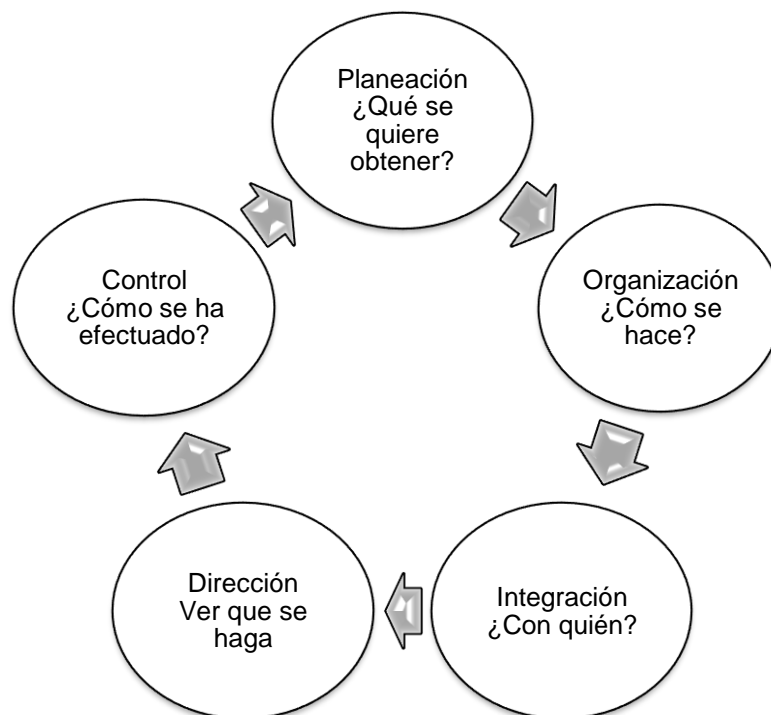 Planeación
¿Qué se
quiere
obtener?
Organización
¿Cómo se
hace?
Integración
¿Con quién?
Dirección
Ver que se
haga
Control
¿Cómo se ha
efectuado?